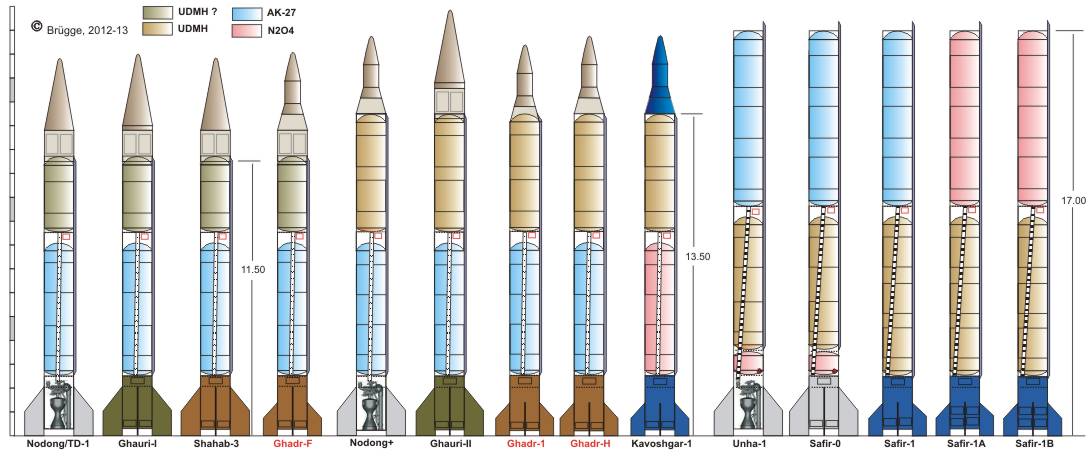 © Brügge, 2012-13
UDMH ?
AK-27
UDMH
N2O4
11.50
13.50
17.00
Nodong/TD-1
Ghauri-I
Shahab-3
Ghadr-F
Nodong+
Ghauri-II
Ghadr-1
Ghadr-H
Kavoshgar-1
Unha-1
Safir-0
Safir-1
Safir-1A
Safir-1B